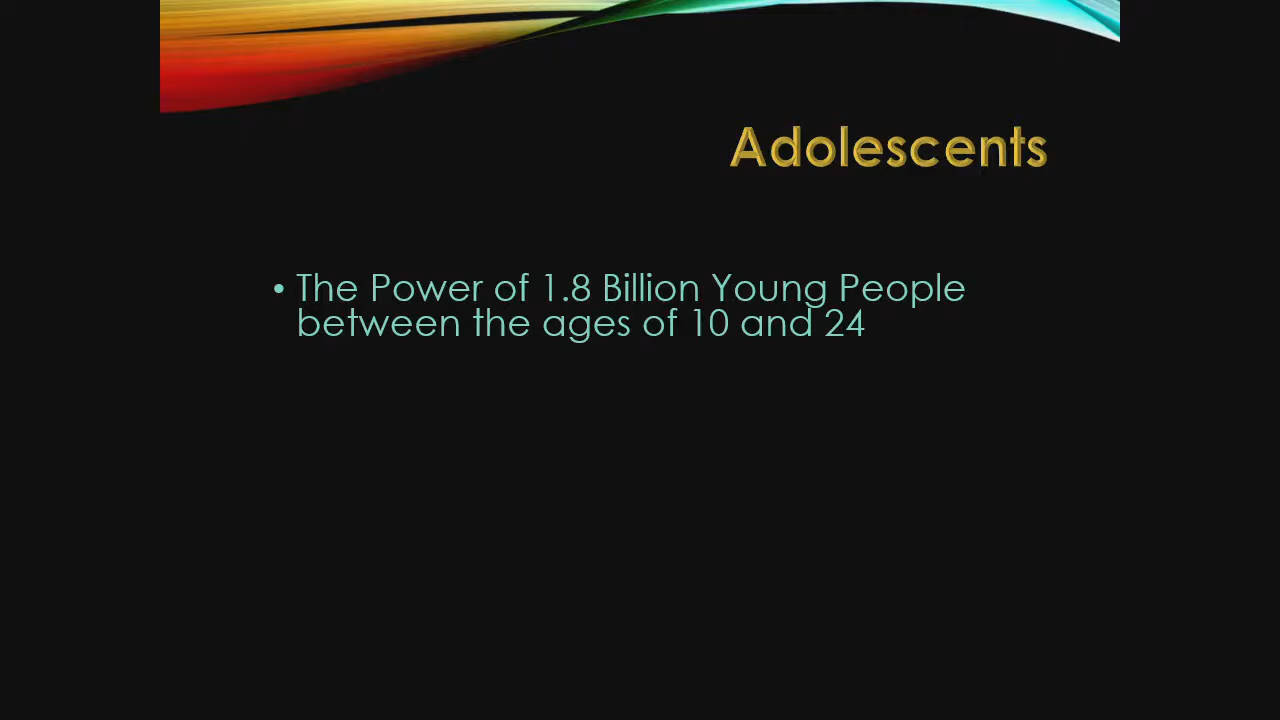 Adolescents
• The Power of 1.8 Billion Young People
between the ages of 10 and 24